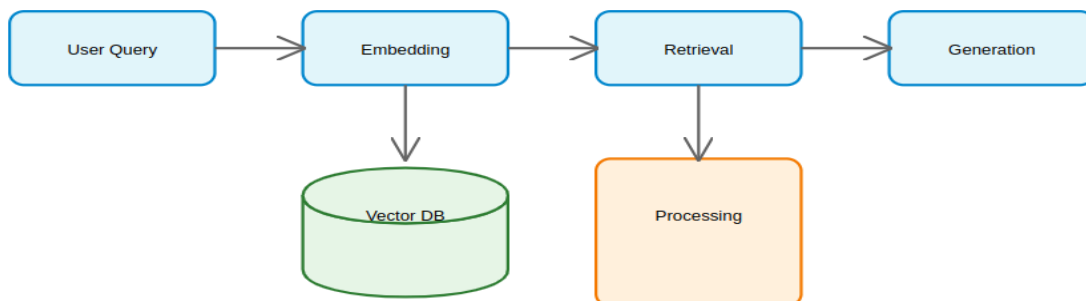 User Query
Embedding
Retrieval
Generation
Vector DB
Processing